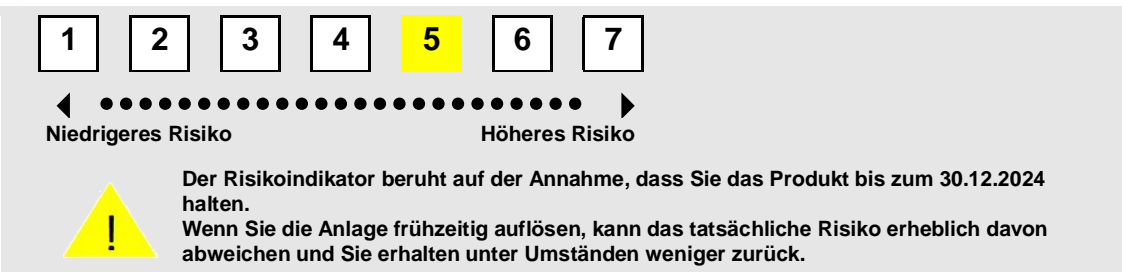 1 2 3 4 5 6 7
Niedrigeres Risiko Höheres Risiko
Der Risikoindikator beruht auf der Annahme, dass Sie das Produkt bis zum 30.12.2024
halten.
Wenn Sie die Anlage frühzeitig auflösen, kann das tatsächliche Risiko erheblich davon
abweichen und Sie erhalten unter Umständen weniger zurück.
!